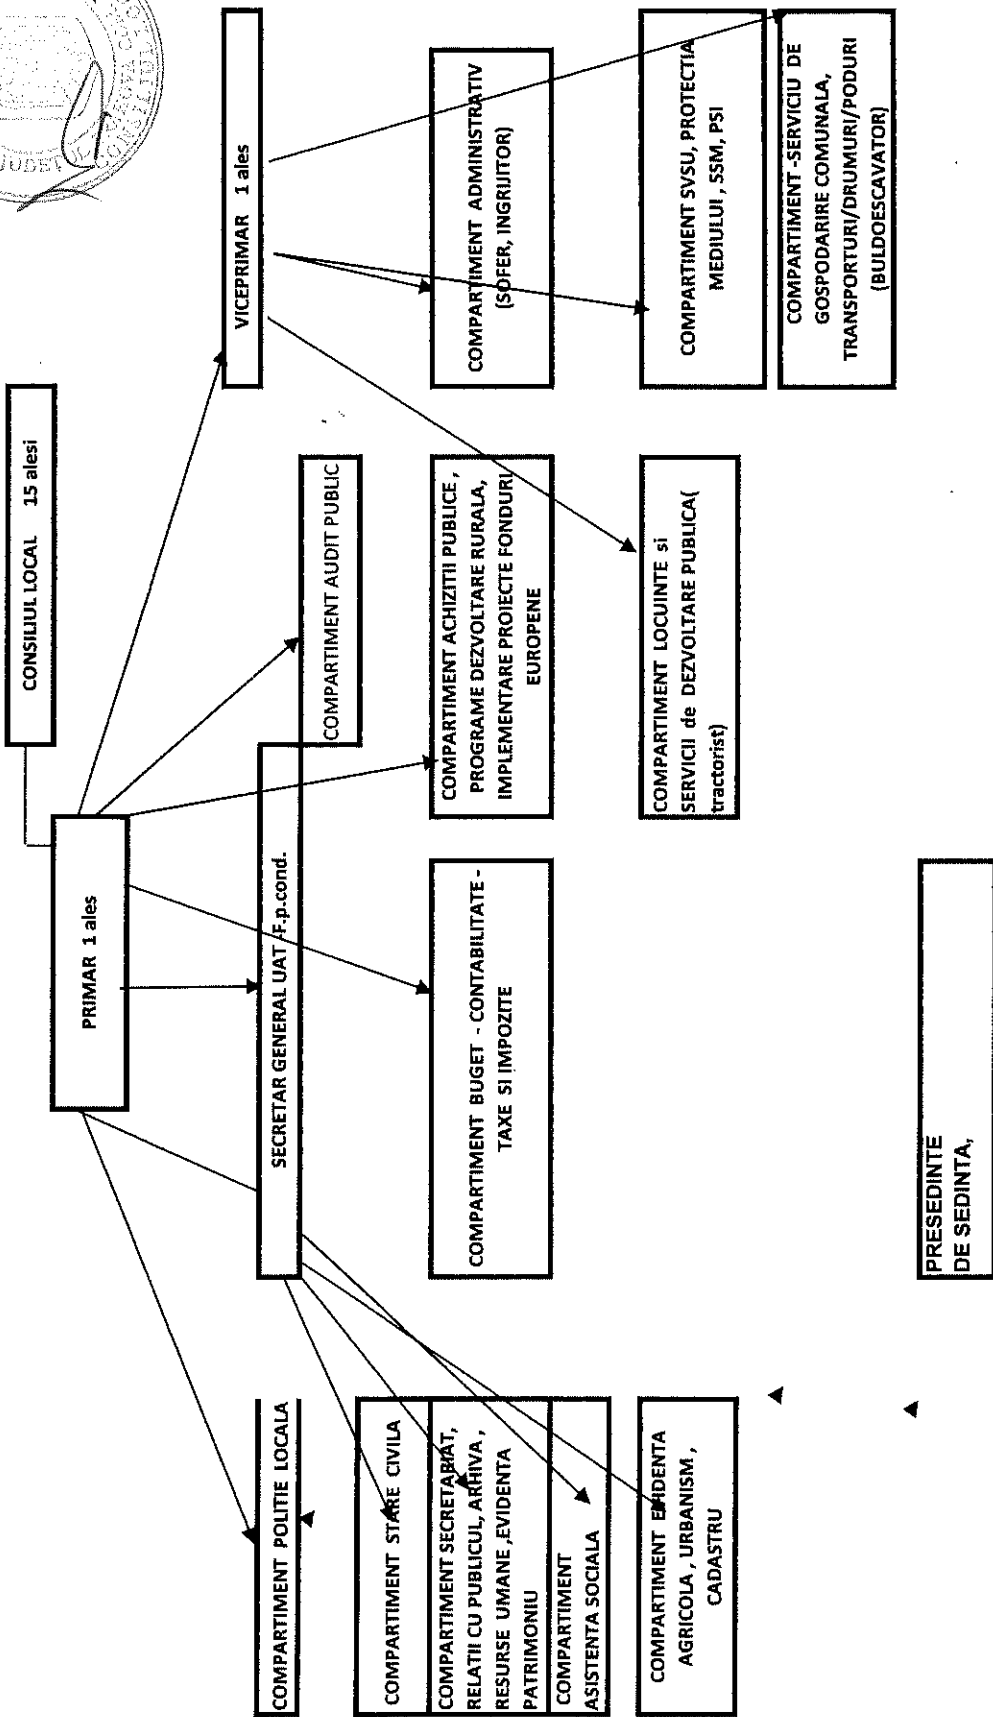 JUDETUL
CONSILIUL
CONSILIUL LOCAL 15 alesi
PRIMAR 1 ales
VICEPRIMAR 1 ales
COMPARTIMENT POLITIE LOCALA
SECRETAR GENERAL UAT -F.p.cond.
COMPARTIMENT AUDIT PUBLIC
COMPARTIMENT STARE CIVILA
COMPARTIMENT SECRETARIAT,
RELATII CU PUBLICUL, ARHIVA ,
RESURSE UMANE ,EVIDENTA
PATRIMONIU
COMPARTIMENT
ASISTENTA SOCIALA
COMPARTIMENT BUGET - CONTABILITATE -
TAXE SI IMPOZITE
COMPARTIMENT ACHIZITII PUBLICE ,
PROGRAME DEZVOLTARE RURALA,
IMPLEMENTARE PROIECTE FONDURI
EUROPENE
COMPARTIMENT ADMINISTRATIV
(SOFER, INGRIJITOR)
COMPARTIMENT EVIDENTA
AGRICOLA , URBANISM ,
CADASTRU
COMPARTIMENT LOCUINTE si
SERVICII de DEZVOLTARE PUBLICA(
tractorist)
COMPARTIMENT SVSU, PROTECTIA
MEDIULUI , SSM, PSI
COMPARTIMENT -SERVICIU DE
GOSPODARIRE COMUNALA,
TRANSPORTURI/DRUMURI/PODURI
(BULDOESCAVATOR)
PRESEDINTE
DE SEDINTA,